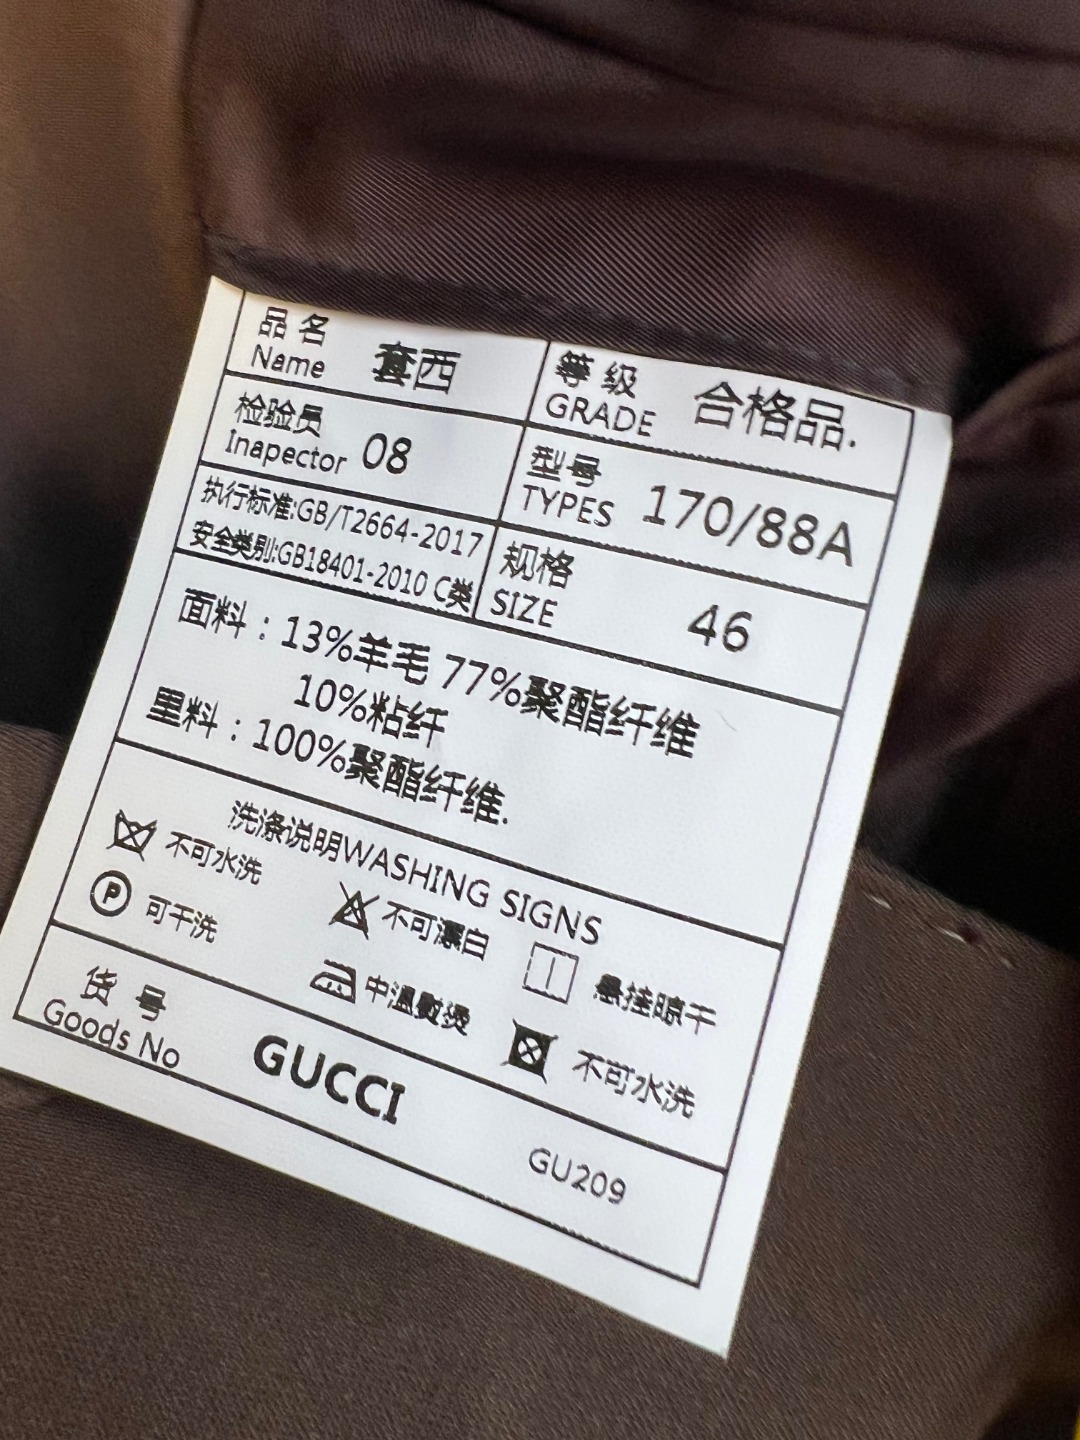 品名 套西
Name
等级 合格品.
GRADE
检验员 08
Inapector
型号 170/88A
TYPES
执行标准:GB/T2664-2017
安全类别:GB18401-2010 C类
规格 46
SIZE
面料：13%羊毛 77%聚酯纤维
10%粘纤
里料：100%聚酯纤维.
洗涤说明WASHING SIGNS
不可水洗
不可漂白
悬挂晾干
P 可干洗
中温熨烫
不可水洗
货号 GUCCI
Goods No
GU209